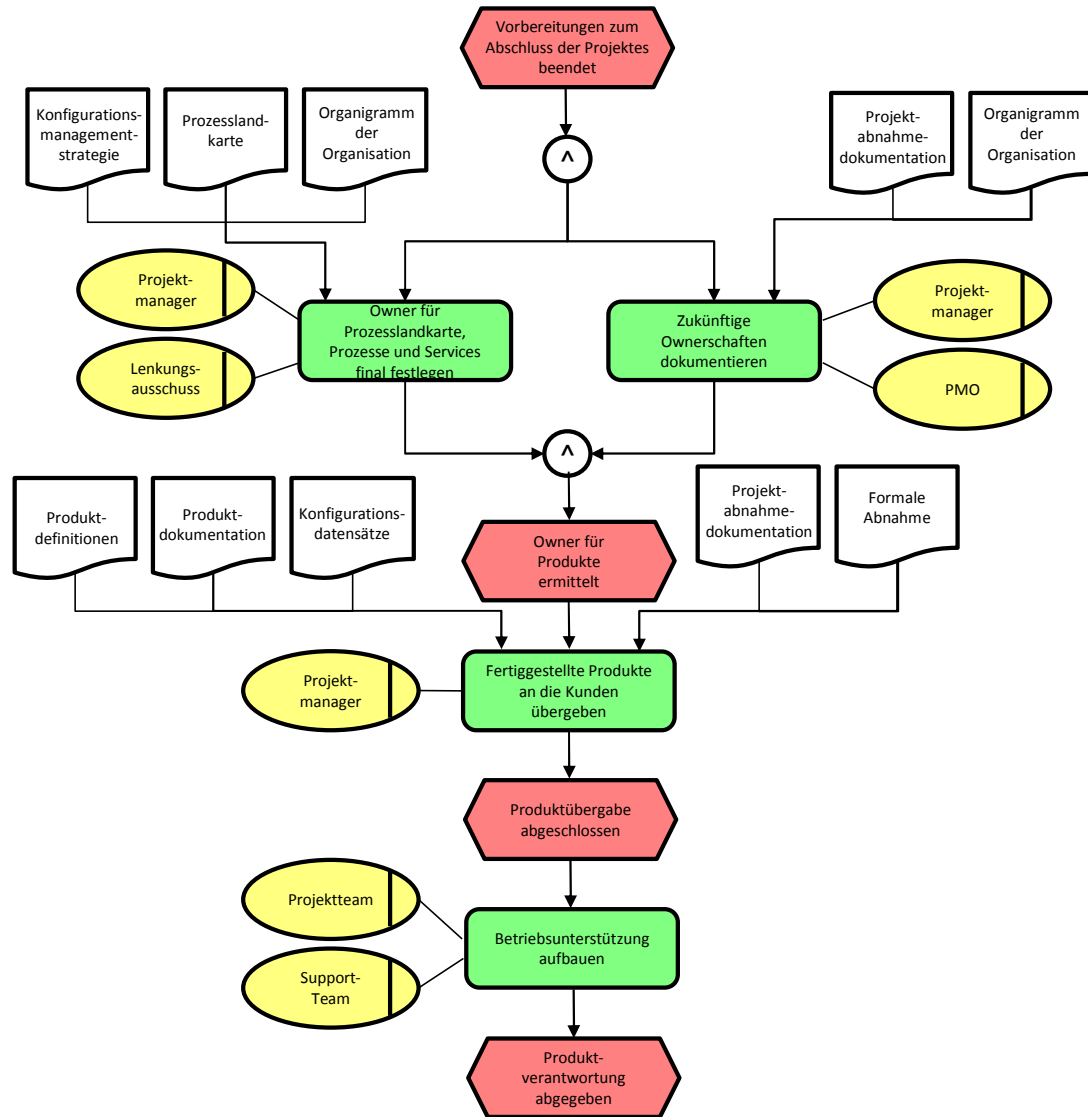 Vorbereitungen zum
Abschluss der Projektes
beendet
Konfigurations-
management-
strategie
Prozessland-
karte
Organigramm
der
Organisation
Projekt-
abnahme-
dokumentation
Organigramm
der
Organisation
^
Projekt-
manager
Lenkungs-
ausschuss
Owner für
Prozesslandkarte,
Prozesse und Services
final festlegen
Zukünftige
Ownerschaften
dokumentieren
Projekt-
manager
PMO
^
Produkt-
definitionen
Produkt-
dokumentation
Konfigurations-
datensätze
Owner für
Produkte
ermittelt
Projekt-
abnahme-
dokumentation
Formale
Abnahme
Projekt-
manager
Fertiggestellte Produkte
an die Kunden
übergeben
Produktübergabe
abgeschlossen
Projektteam
Support-
Team
Betriebsunterstützung
aufbauen
Produkt-
verantwortung
abgegeben